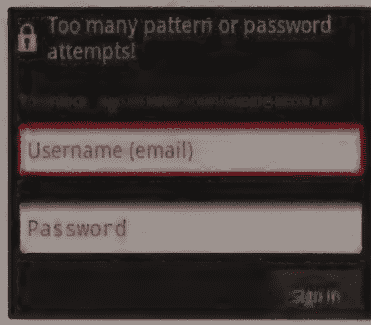 Too many pattern or password
attempts!
Username (email)
Password
Sign in